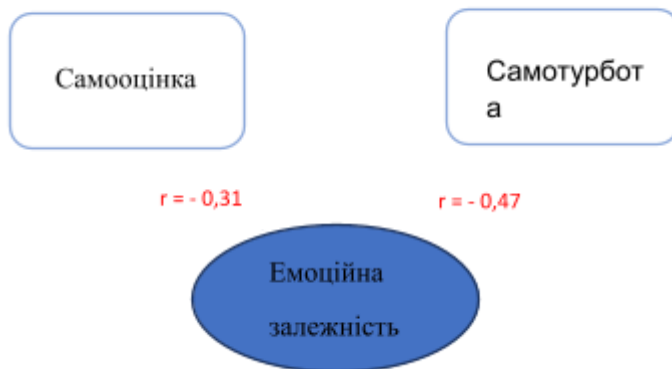 Самооцінка
Самотурбот
а
r = - 0,31
r = - 0,47
Емоційна
залежність